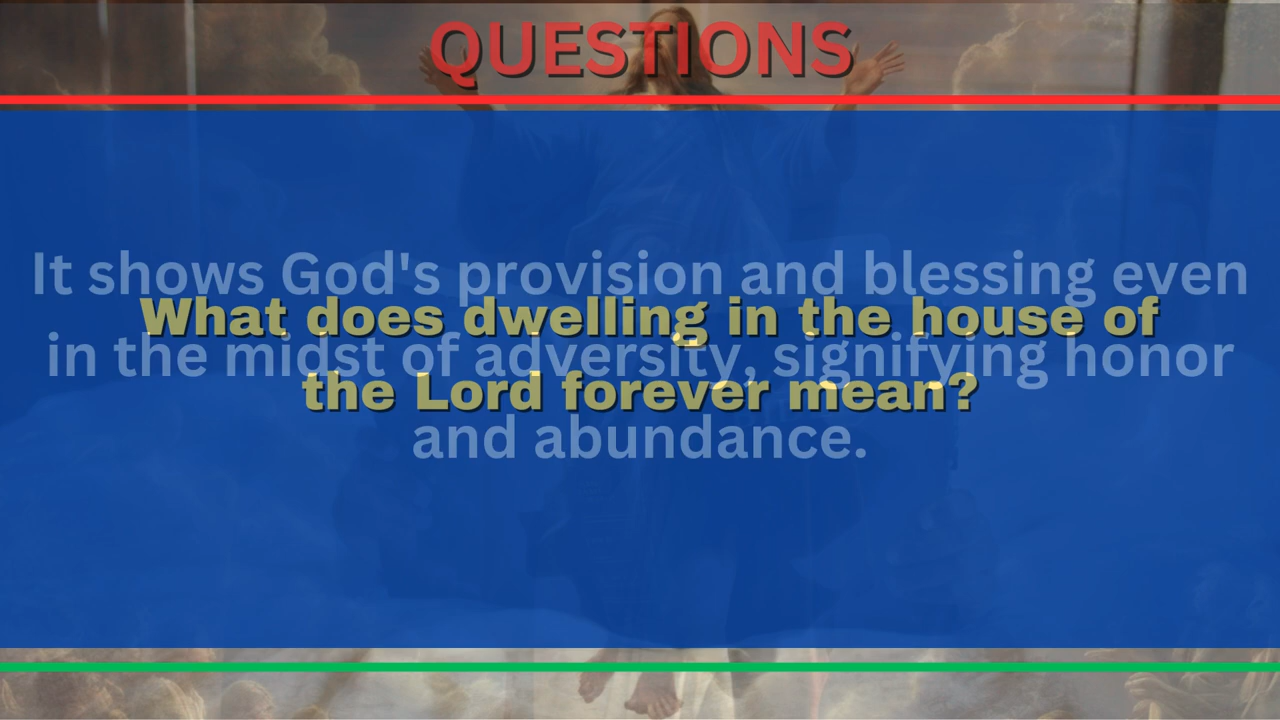 QUESTIONS
It shows God's provision and blessing even
What does dwelling in the house of
in the midst of adversity, signifying honor
the Lord forever mean?
and abundance.